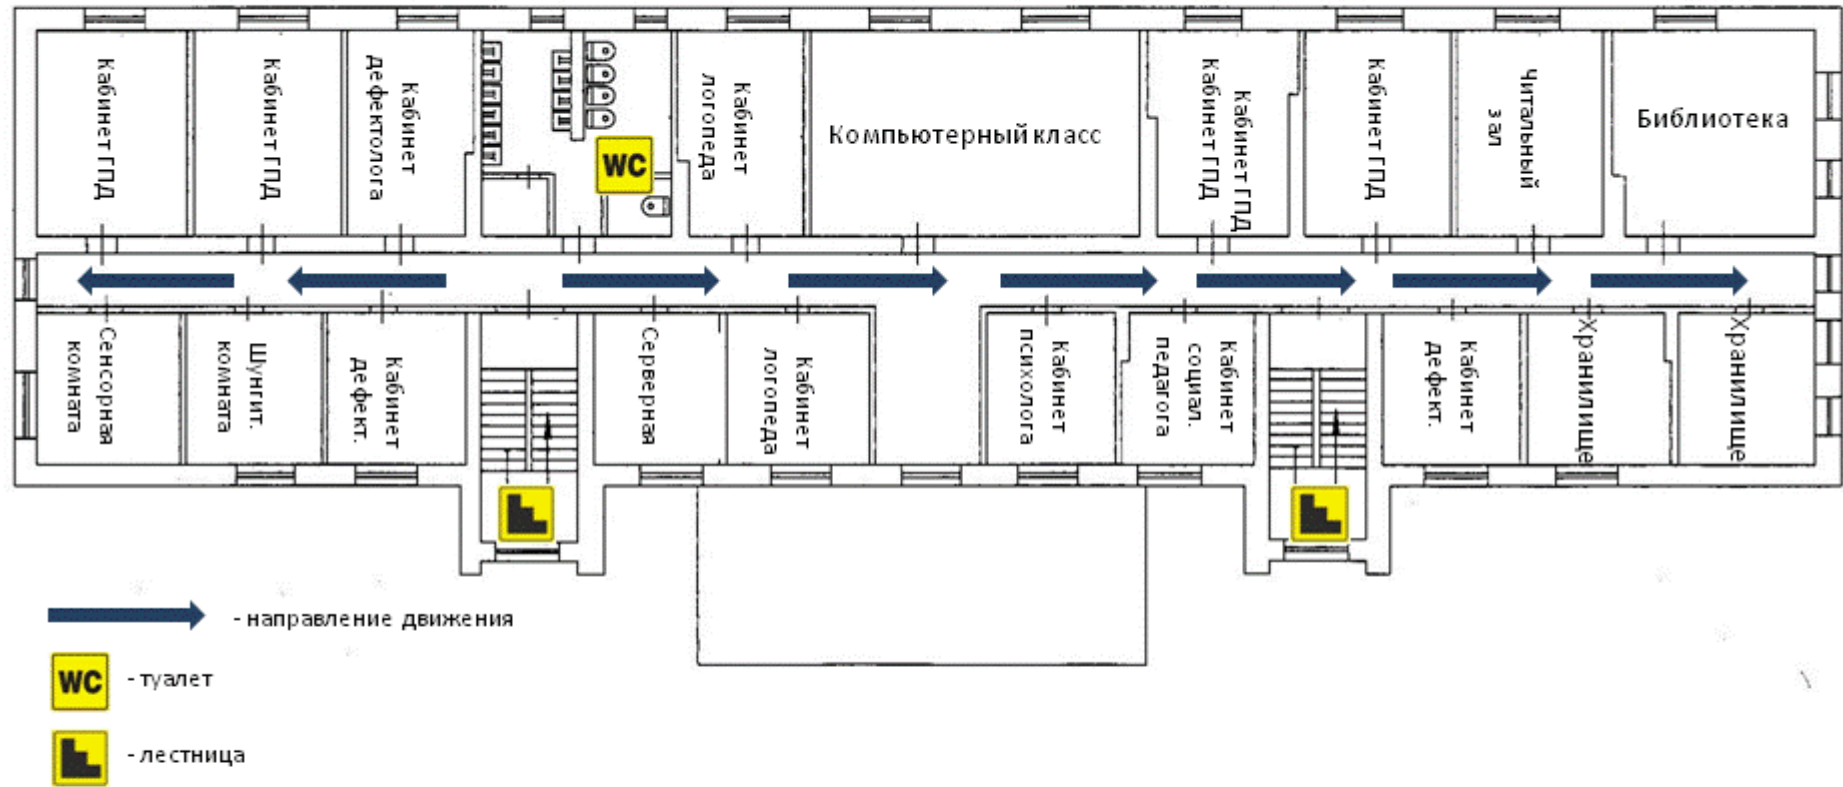 Кабинет ГПД
Кабинет ГПД
Кабинет
дефектолога
WC
Кабинет
логопеда
Компьютерный класс
Кабинет ГПД
Кабинет ГПД
Кабинет ГПД
Читальный
зал
Библиотека
Сенсорная
комната
Шунгит.
комната
Кабинет
дефект.
Серверная
Кабинет
логопеда
Кабинет
психолога
Кабинет
социал.
педагога
Кабинет
дефект.
Хранилище
Хранилище
- направление движения
WC - туалет
- лестница